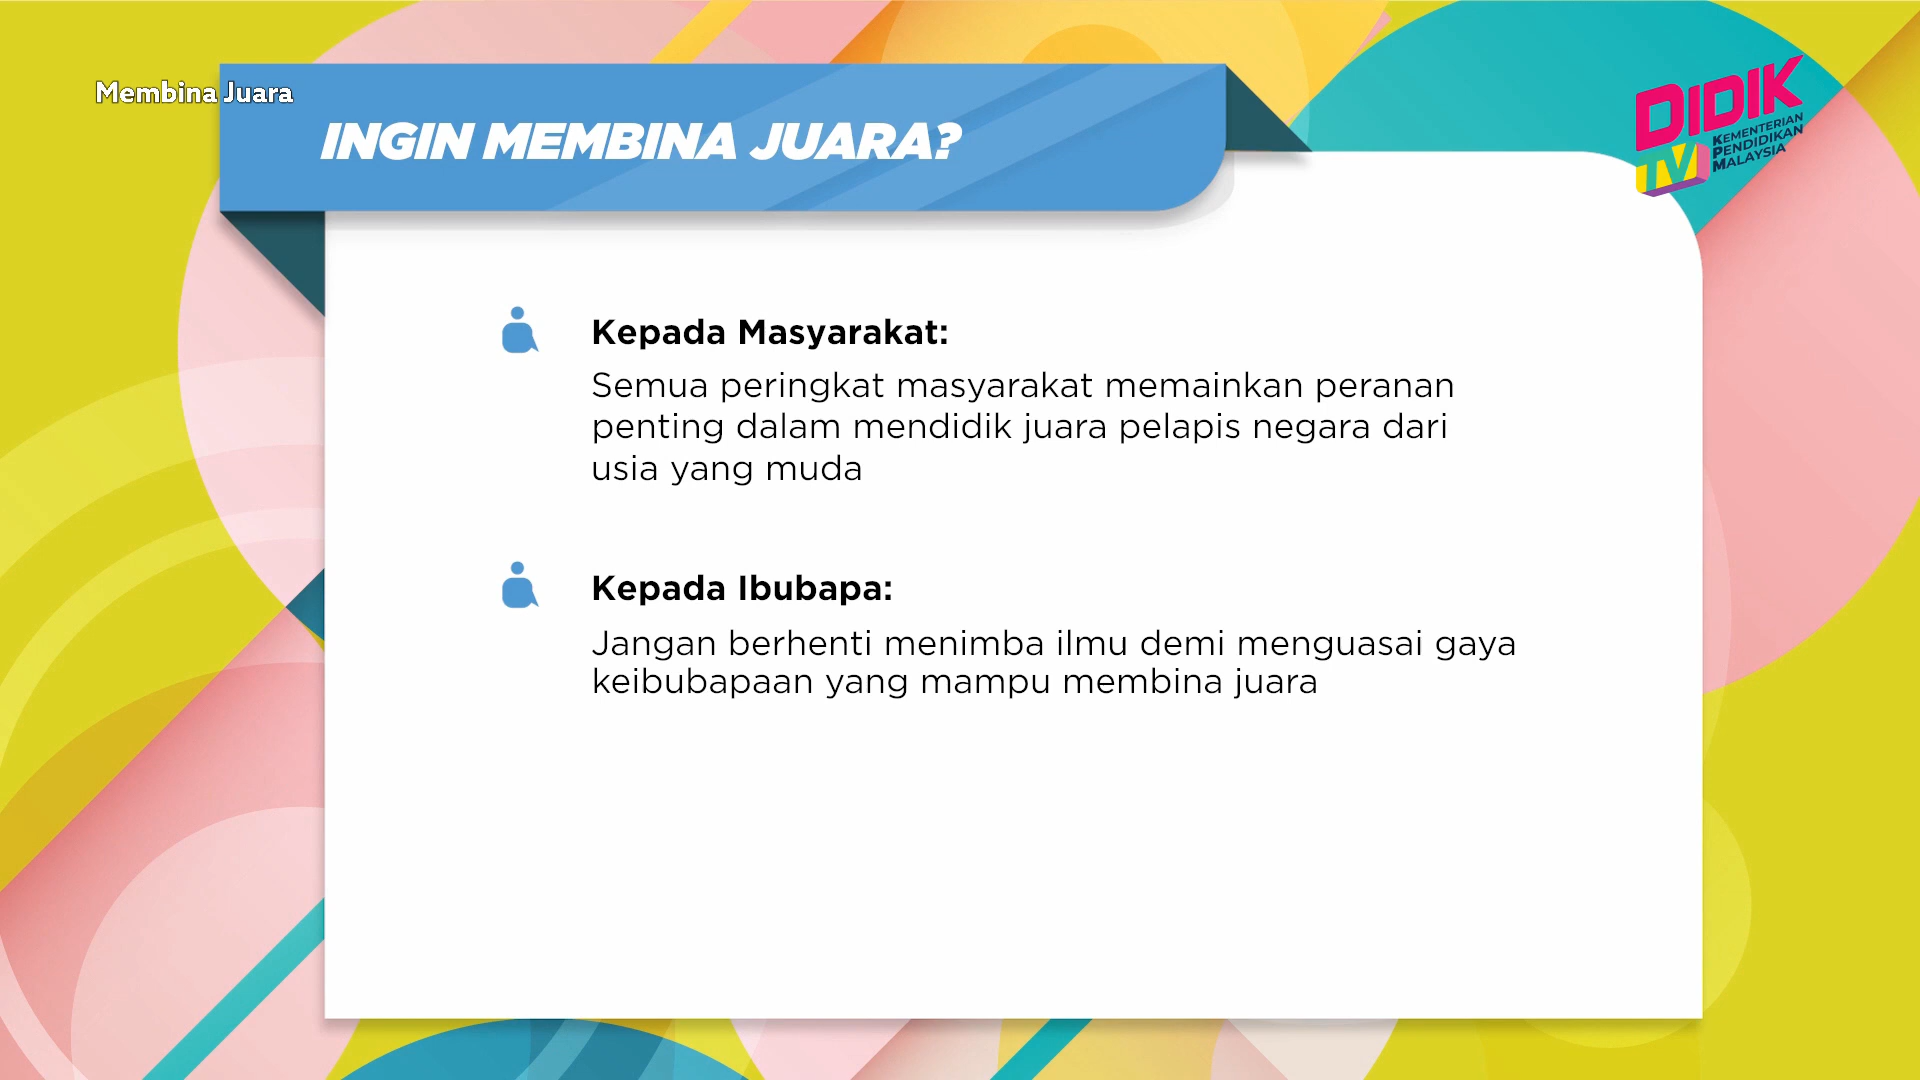 Membina Juara
INGIN MEMBINA JUARA?
DIDIK
TV
KEMENTERIAN
PENDIDIKAN
MALAYSIA
Kepada Masyarakat:
Semua peringkat masyarakat memainkan peranan
penting dalam mendidik juara pelapis negara dari
usia yang muda
Kepada Ibubapa:
Jangan berhenti menimba ilmu demi menguasai gaya
keibubapaan yang mampu membina juara